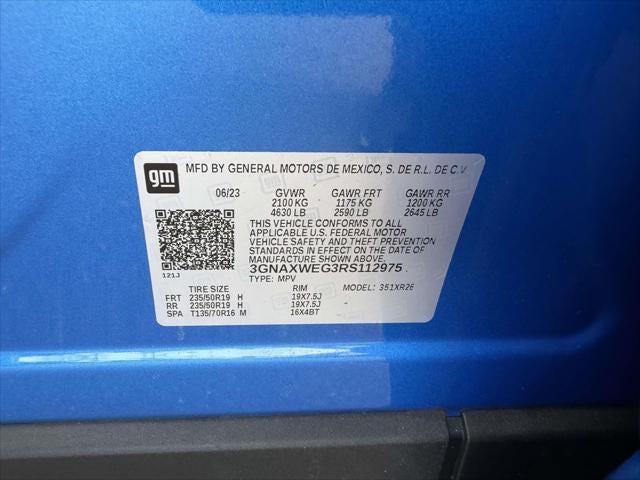 gm
MFD BY GENERAL MOTORS DE MEXICO, S. DE R.L. DE C.V.
06/23 GVWR GAWR FRT GAWR RR
2100 KG 1175 KG 1200 KG
4630 LB 2590 LB 2645 LB
THIS VEHICLE CONFORMS TO ALL
APPLICABLE U.S. FEDERAL MOTOR
VEHICLE SAFETY AND THEFT PREVENTION
STANDARDS IN EFFECT ON THE DATE OF
MANUFACTURE SHOWN ABOVE.
3GNAXWEG3RS112975
121J TYPE: MPV
TIRE SIZE RIM MODEL: 351XR26
FRT 235/50R19 H 19X7.5J
RR 235/50R19 H 19X7.5J
SPA T135/70R16 M 16X4BT